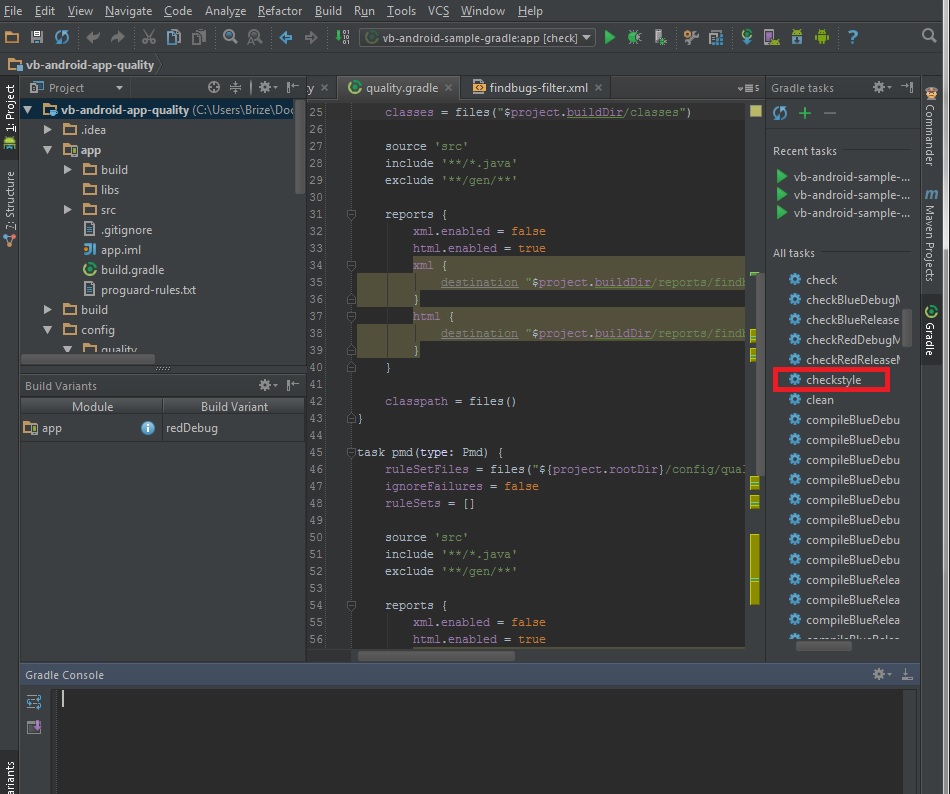 File Edit View Navigate Code Analyze Refactor Build Run Tools VCS Window Help
vb-android-sample-gradle:app [check]
vb-android-app-quality
1: Project
7: Structure
Project
vb-android-app-quality (C:\Users\Brize\Doc
.idea
app
build
libs
src
.gitignore
app.iml
build.gradle
proguard-rules.txt
build
config
quality
Build Variants
Module Build Variant
app redDebug
quality.gradle findbugs-filter.xml
25 classes = files("$project.buildDir/classes")
26
27 source 'src'
28 include '**/*.java'
29 exclude '**/gen/**'
30
31 reports {
32 xml.enabled = false
33 html.enabled = true
34 xml {
35 destination "$project.buildDir/reports/findb
36 }
37 html {
38 destination "$project.buildDir/reports/findb
39 }
40 }
41
42 classpath = files()
43 }
44
45 task pmd(type: Pmd) {
46 ruleSetFiles = files("${project.rootDir}/config/qual
47 ignoreFailures = false
48 ruleSets = []
49
50 source 'src'
51 include '**/*.java'
52 exclude '**/gen/**'
53
54 reports {
55 xml.enabled = false
56 html.enabled = true
Gradle tasks
Recent tasks
vb-android-sample-...
vb-android-sample-...
vb-android-sample-...
All tasks
check
checkBlueDebugM
checkBlueRelease
checkRedDebugM
checkRedReleaseM
checkstyle
clean
compileBlueDebu
compileBlueDebu
compileBlueDebu
compileBlueDebu
compileBlueDebu
compileBlueDebu
compileBlueDebu
compileBlueDebu
compileBlueRelea
compileBlueRelea
compileBlueRelea
compileBlueRelea
Commander
Maven Projects
Gradle
Gradle Console
ariants